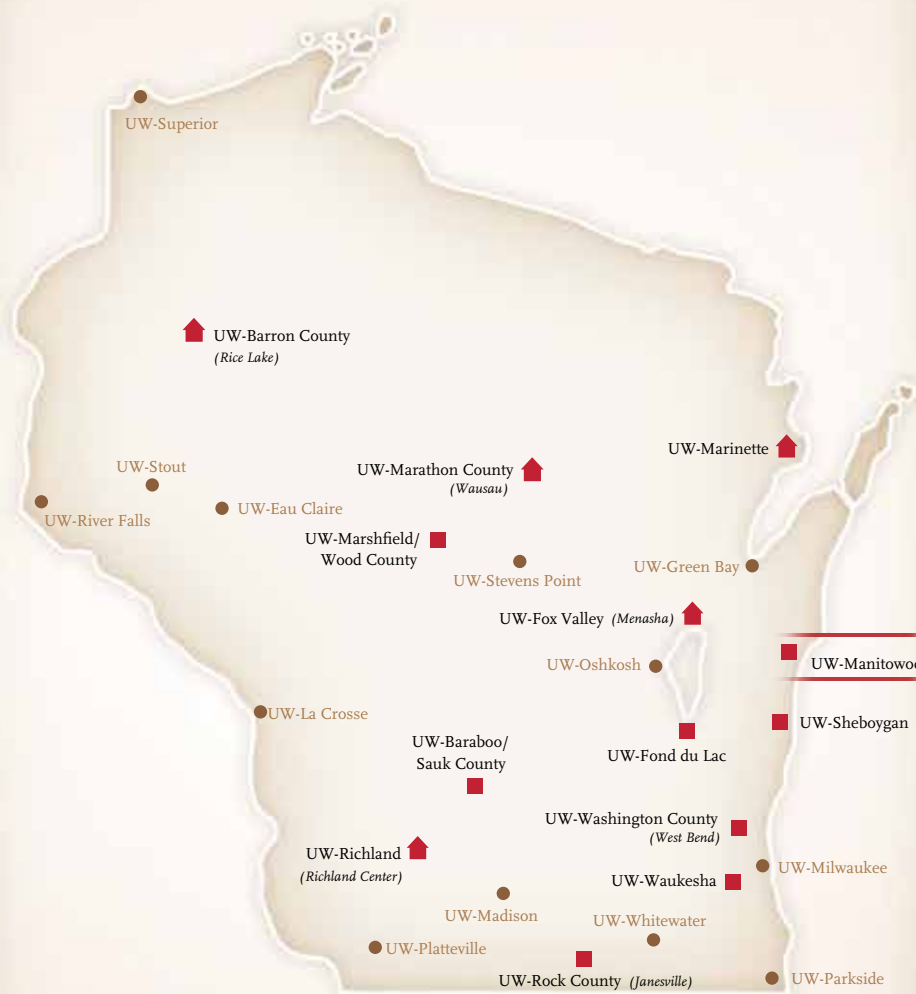 UW-Superior
UW-Barron County
(Rice Lake)
UW-Marinette
UW-Stout
UW-Marathon County
(Wausau)
UW-River Falls
UW-Eau Claire
UW-Marshfield/
Wood County
UW-Stevens Point
UW-Green Bay
UW-Fox Valley (Menasha)
UW-Oshkosh
UW-Manitowoc
UW-La Crosse
UW-Sheboygan
UW-Baraboo/
Sauk County
UW-Fond du Lac
UW-Washington County
(West Bend)
UW-Richland
(Richland Center)
UW-Milwaukee
UW-Waukesha
UW-Madison
UW-Whitewater
UW-Platteville
UW-Rock County (Janesville)
UW-Parkside